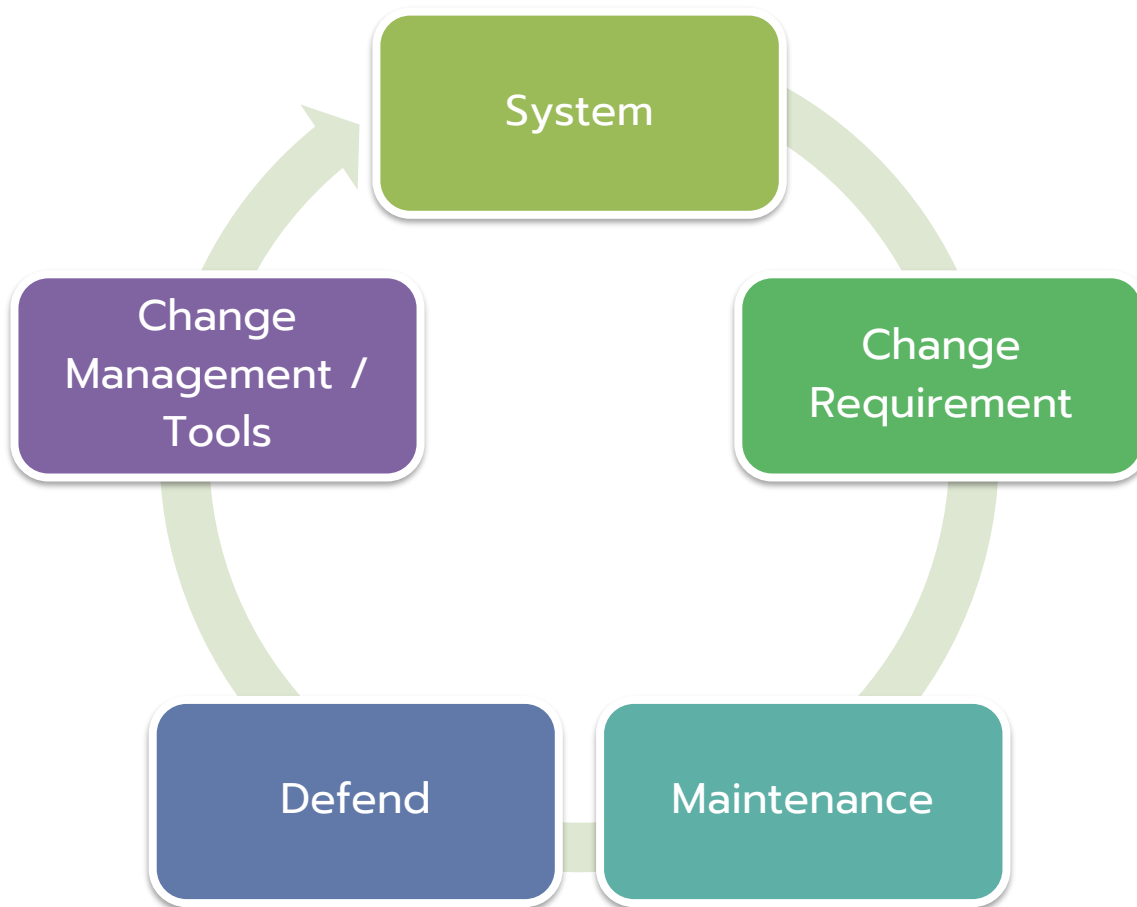 System
Change
Requirement
Maintenance
Defend
Change
Management /
Tools